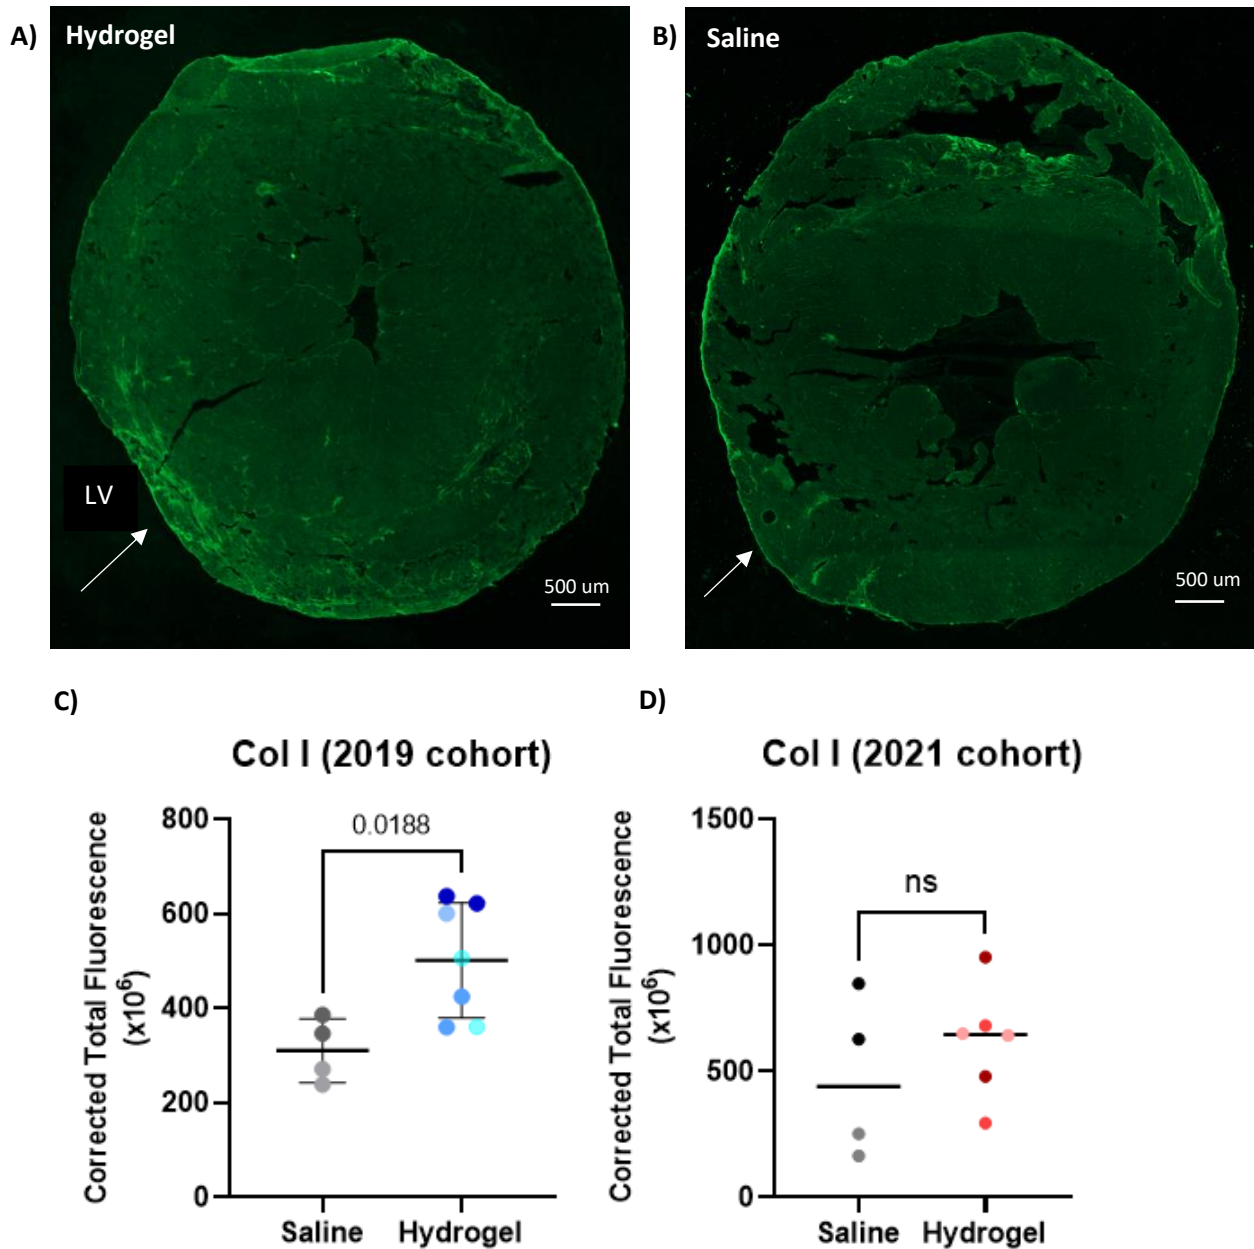 A)
Hydrogel
B)
Saline
LV
500 um
500 um
C)
D)
Col I (2019 cohort)
Corrected Total Fluorescence
(x10⁶)
800
600
400
200
0
0.0188
Saline
Hydrogel
Col I (2021 cohort)
Corrected Total Fluorescence
(x10⁶)
1500
1000
500
0
ns
Saline
Hydrogel